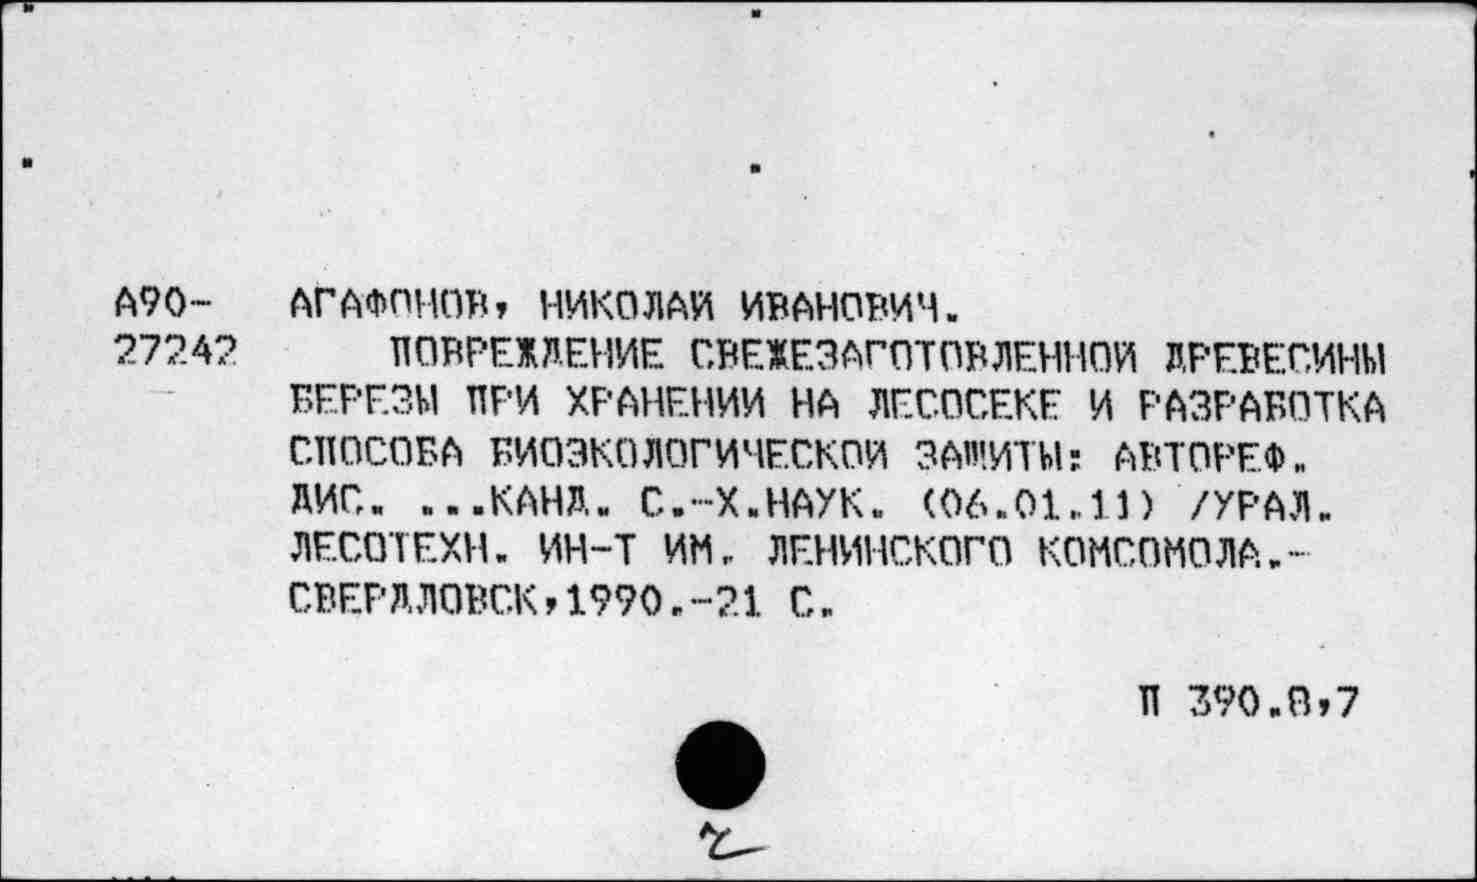 А90- АГАФОНОВ, НИКОЛАЙ ИВАНОВИЧ.
27242 ПОВРЕЖДЕНИЕ СВЕЖЕЗАГОТОВЛЕННОЙ ДРЕВЕСИНЫ
БЕРЕЗЫ ПРИ ХРАНЕНИИ НА ЛЕСОСЕКЕ И РАЗРАБОТКА
СПОСОБА БИОЭКОЛОГИЧЕСКОЙ ЗАЩИТЫ: АВТОРЕФ.
ДИС. ...КАНД. С.-Х.НАУК. (06.01.11) /УРАЛ.
ЛЕСОТЕХН. ИН-Т ИМ. ЛЕНИНСКОГО КОМСОМОЛА.-
СВЕРДЛОВСК,1990.-21 С.
П 390.8,7